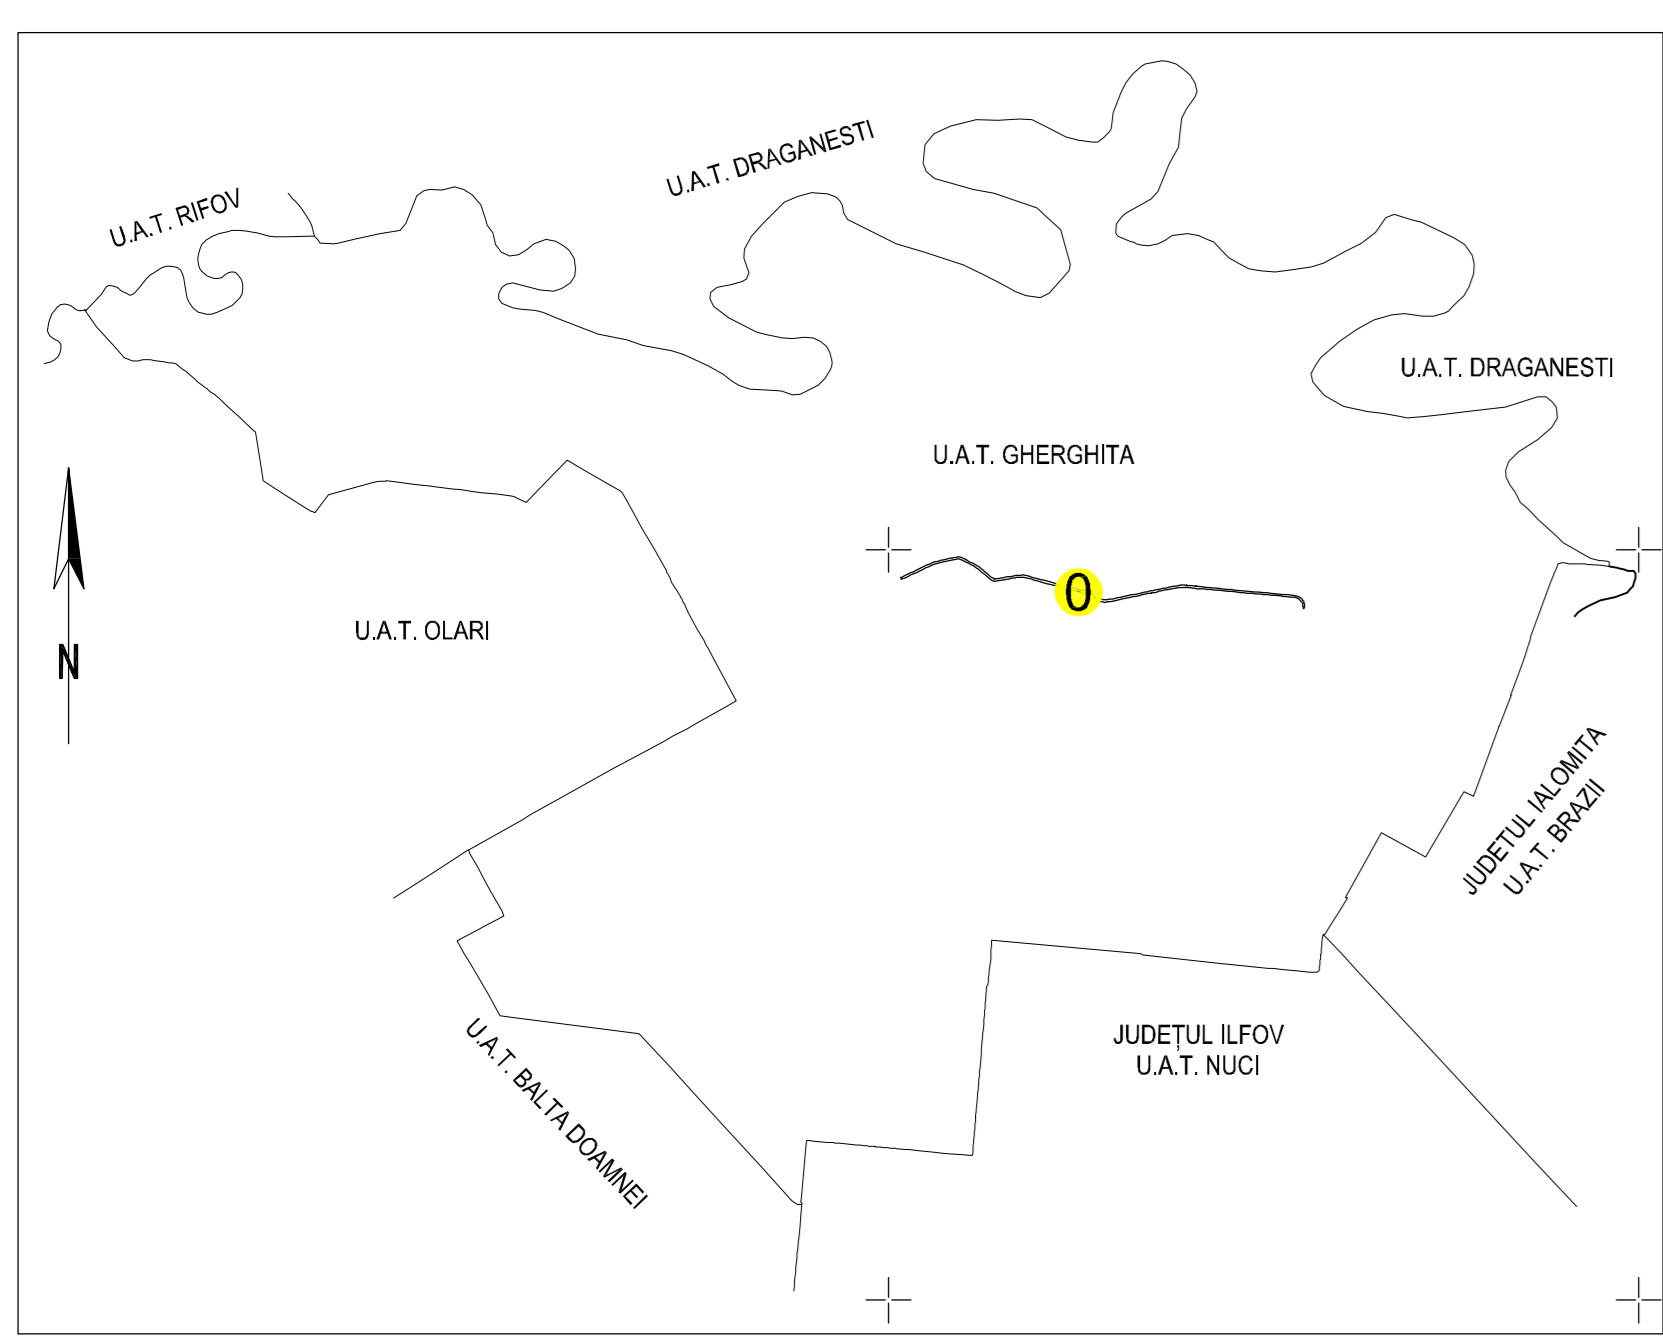 U.A.T. DRAGANESTI
U.A.T. RIFOV
U.A.T. DRAGANESTI
U.A.T. GHERGHITA
0
U.A.T. OLARI
N
JUDETUL IALOMITA
U.A.T. BRAZII
JUDEȚUL ILFOV
U.A.T. NUCI
U.A.T. BALTA DOAMNEI